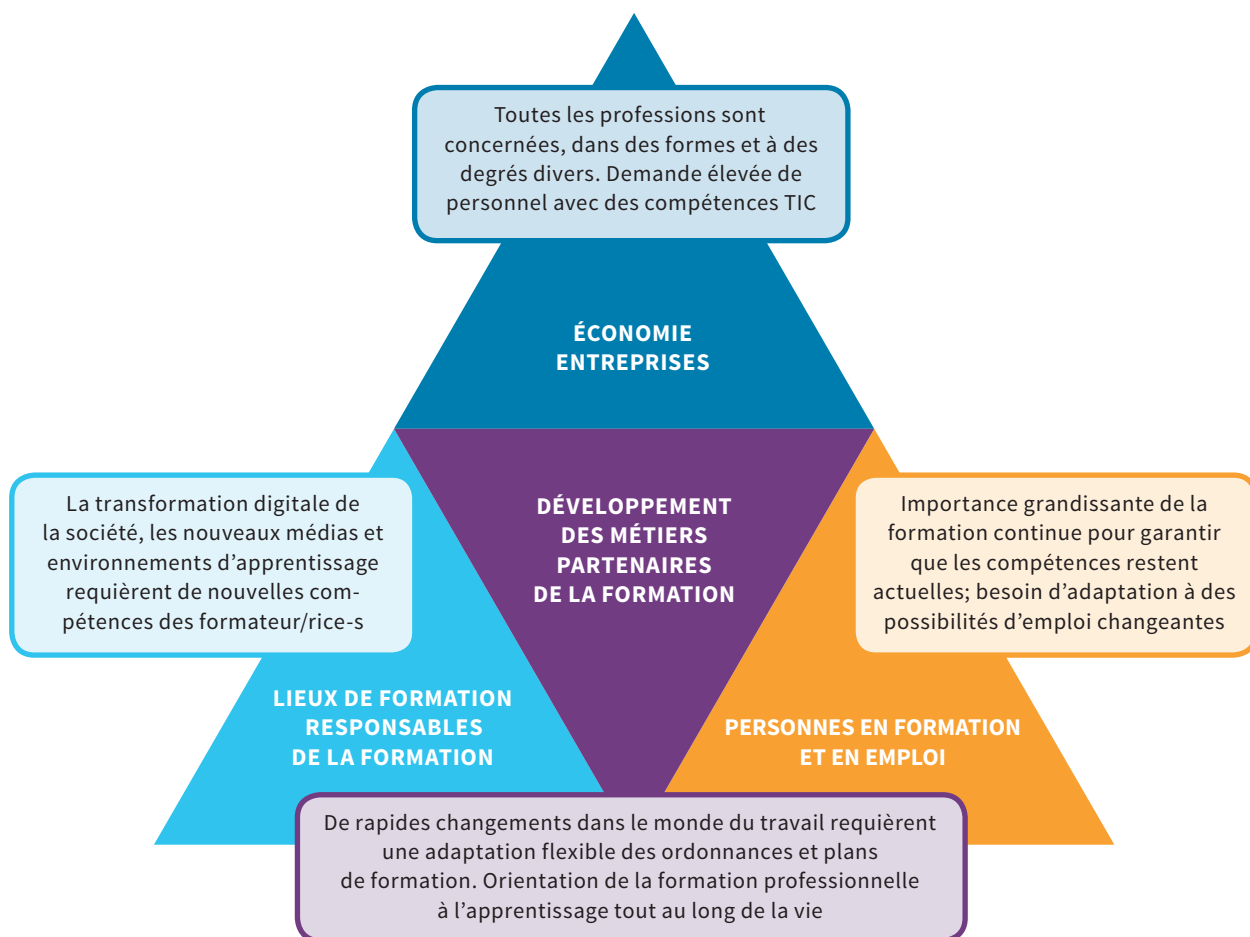 Toutes les professions sont
concernées, dans des formes et à des
degrés divers. Demande élevée de
personnel avec des compétences TIC
ÉCONOMIE
ENTREPRISES
La transformation digitale de
la société, les nouveaux médias et
environnements d’apprentissage
requièrent de nouvelles com-
pétences des formateur/rice-s
DÉVELOPPEMENT
DES MÉTIERS
PARTENAIRES
DE LA FORMATION
Importance grandissante de la
formation continue pour garantir
que les compétences restent
actuelles; besoin d’adaptation à des
possibilités d’emploi changeantes
LIEUX DE FORMATION
RESPONSABLES
DE LA FORMATION
PERSONNES EN FORMATION
ET EN EMPLOI
De rapides changements dans le monde du travail requièrent
une adaptation flexible des ordonnances et plans
de formation. Orientation de la formation professionnelle
à l’apprentissage tout au long de la vie